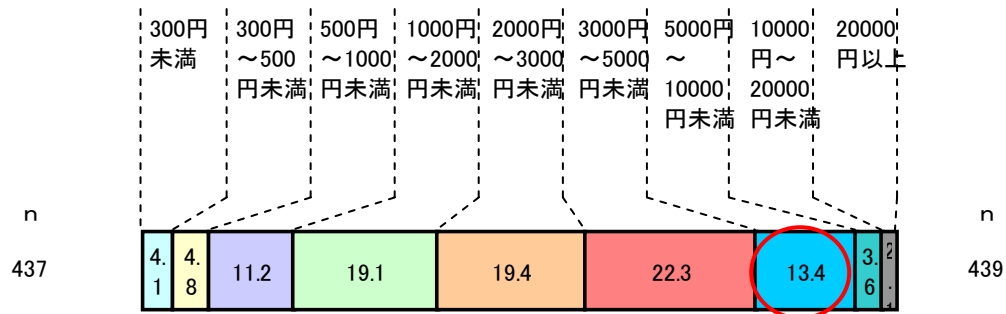 300円 300円 500円 1000円 2000円 3000円 5000円 10000 20000
未満 ～500 ～1000 ～2000 ～3000 ～5000 ～ 円～ 円以上
円未満 円未満 円未満 円未満 円未満 10000 20000
円未満 円未満
n n
437 4.1 4.8 11.2 19.1 19.4 22.3 13.4 3.6 2.1 439